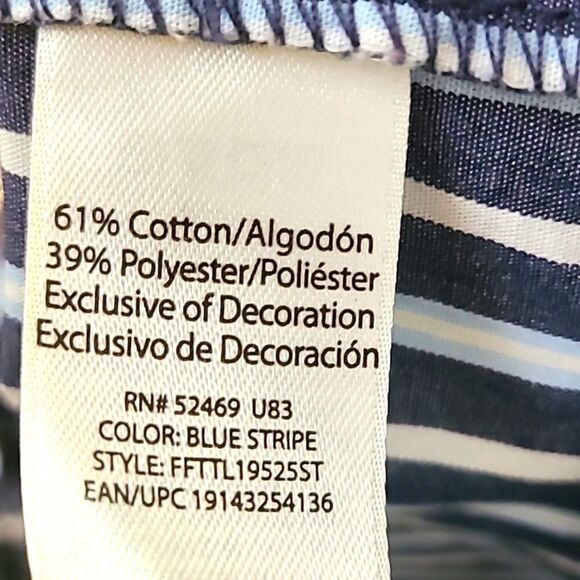 61% Cotton/Algodón
39% Polyester/Poliéster
Exclusive of Decoration
Exclusivo de Decoración
RN# 52469 U83
COLOR: BLUE STRIPE
STYLE: FFTTL19525ST
EAN/UPC 19143254136